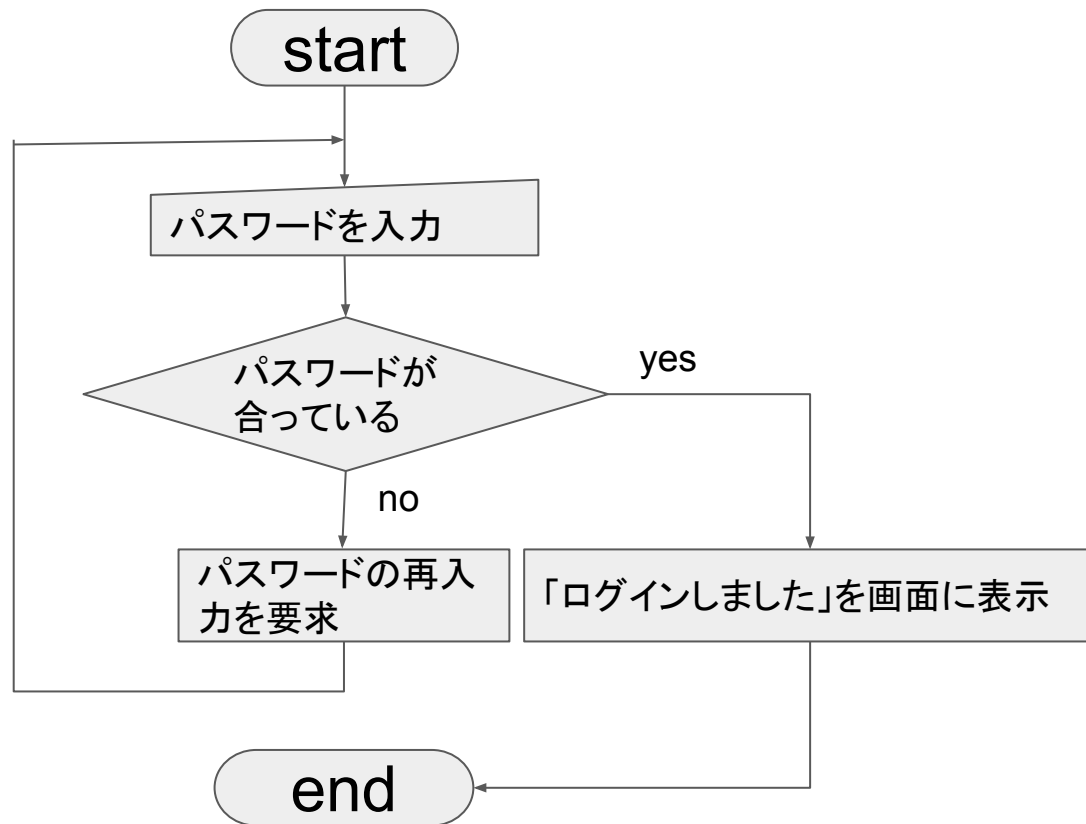 start
パスワードを入力
パスワードが
合っている
yes
no
パスワードの再入
力を要求
「ログインしました」を画面に表示
end